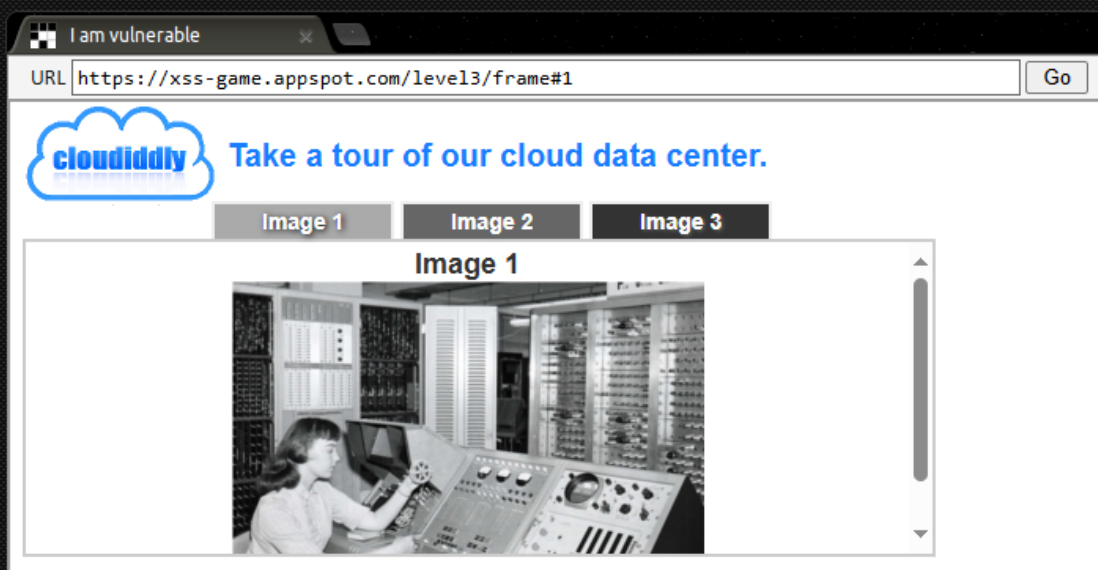 I am vulnerable
URL https://xss-game.appspot.com/level3/frame#1 Go
cloudiddly
Take a tour of our cloud data center.
Image 1 Image 2 Image 3
Image 1